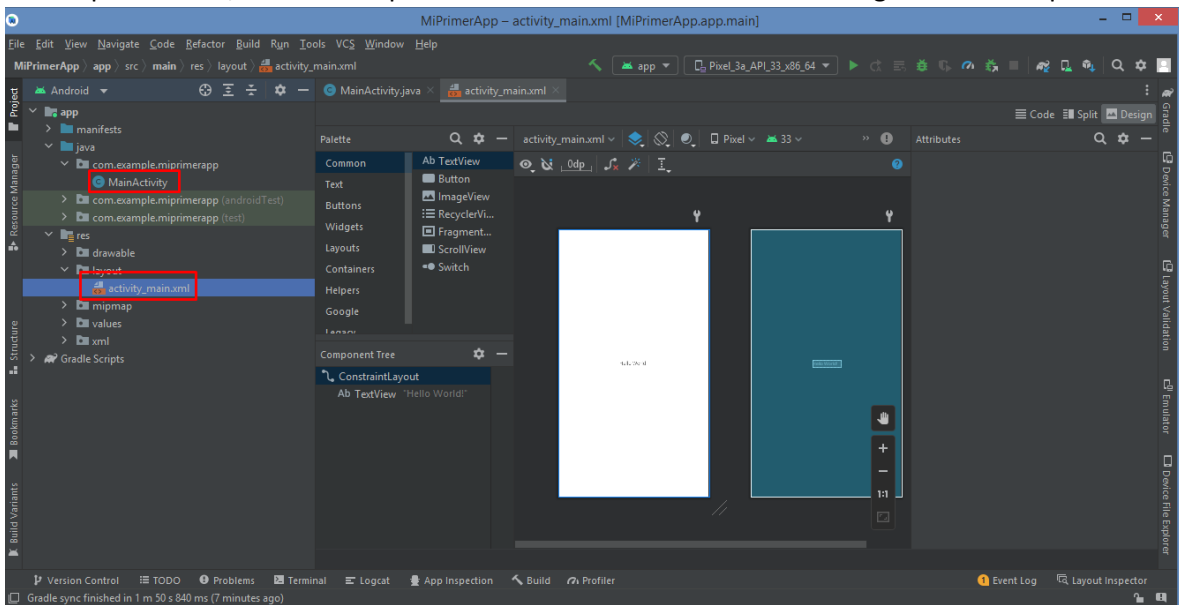 MiPrimerApp – activity_main.xml [MiPrimerApp.app.main]
File Edit View Navigate Code Refactor Build Run Tools VCS Window Help
MiPrimerApp app src main res layout activity_main.xml
app Pixel_3a_API_33_x86_64
Project
Resource Manager
Structure
Bookmarks
Build Variants
Android
app
manifests
java
com.example.miprimerapp
MainActivity
com.example.miprimerapp (androidTest)
com.example.miprimerapp (test)
res
drawable
layout
activity_main.xml
mipmap
values
xml
Gradle Scripts
MainActivity.java activity_main.xml
Code Split Design
Palette
Common
Text
Buttons
Widgets
Layouts
Containers
Helpers
Google
Legacy
Ab TextView
Button
ImageView
RecyclerVi...
Fragment...
ScrollView
Switch
Component Tree
ConstraintLayout
Ab TextView "Hello World!"
activity_main.xml Pixel 33 »
0dp
1:1
Attributes
Gradle
Device Manager
Layout Validation
Emulator
Device File Explorer
Version Control TODO Problems Terminal Logcat App Inspection Build Profiler
1 Event Log Layout Inspector
Gradle sync finished in 1 m 50 s 840 ms (7 minutes ago)